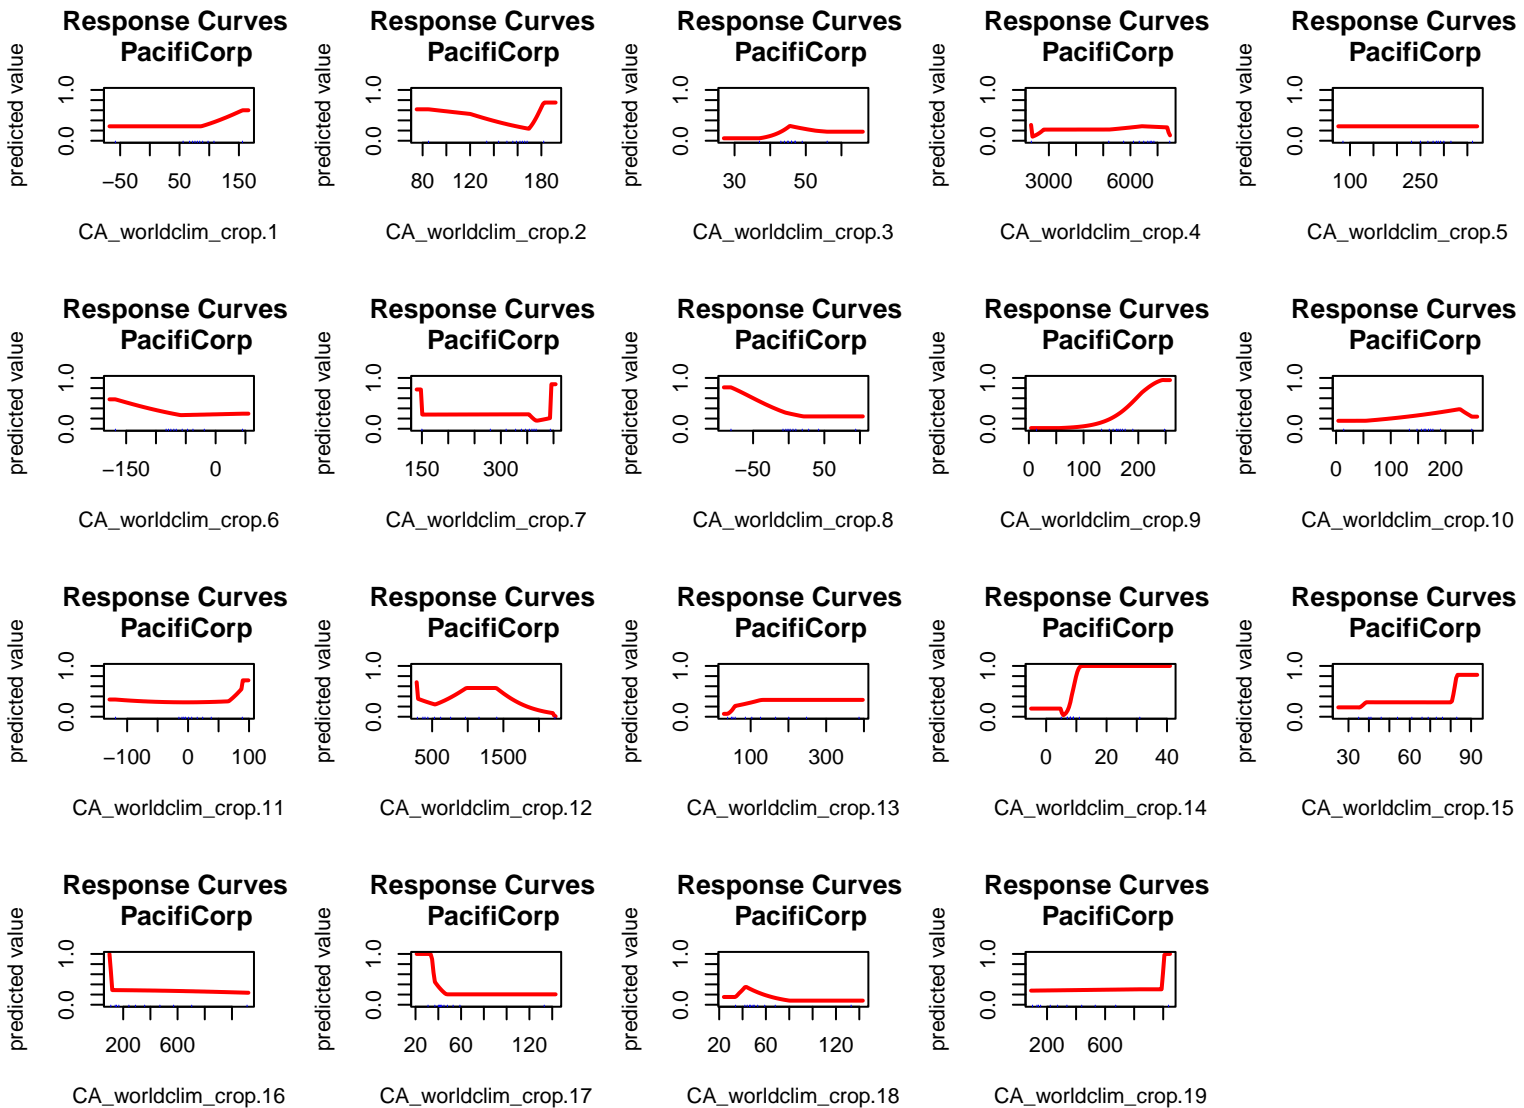 Response Curves
PacifiCorp
predicted value
0.0 1.0
−50 50 150
CA_worldclim_crop.1
Response Curves
PacifiCorp
predicted value
0.0 1.0
80 120 180
CA_worldclim_crop.2
Response Curves
PacifiCorp
predicted value
0.0 1.0
30 50
CA_worldclim_crop.3
Response Curves
PacifiCorp
predicted value
0.0 1.0
3000 6000
CA_worldclim_crop.4
Response Curves
PacifiCorp
predicted value
0.0 1.0
100 250
CA_worldclim_crop.5
Response Curves
PacifiCorp
predicted value
0.0 1.0
−150 0
CA_worldclim_crop.6
Response Curves
PacifiCorp
predicted value
0.0 1.0
150 300
CA_worldclim_crop.7
Response Curves
PacifiCorp
predicted value
0.0 1.0
−50 50
CA_worldclim_crop.8
Response Curves
PacifiCorp
predicted value
0.0 1.0
0 100 200
CA_worldclim_crop.9
Response Curves
PacifiCorp
predicted value
0.0 1.0
0 100 200
CA_worldclim_crop.10
Response Curves
PacifiCorp
predicted value
0.0 1.0
−100 0 100
CA_worldclim_crop.11
Response Curves
PacifiCorp
predicted value
0.0 1.0
500 1500
CA_worldclim_crop.12
Response Curves
PacifiCorp
predicted value
0.0 1.0
100 300
CA_worldclim_crop.13
Response Curves
PacifiCorp
predicted value
0.0 1.0
0 20 40
CA_worldclim_crop.14
Response Curves
PacifiCorp
predicted value
0.0 1.0
30 60 90
CA_worldclim_crop.15
Response Curves
PacifiCorp
predicted value
0.0 1.0
200 600
CA_worldclim_crop.16
Response Curves
PacifiCorp
predicted value
0.0 1.0
20 60 120
CA_worldclim_crop.17
Response Curves
PacifiCorp
predicted value
0.0 1.0
20 60 120
CA_worldclim_crop.18
Response Curves
PacifiCorp
predicted value
0.0 1.0
200 600
CA_worldclim_crop.19